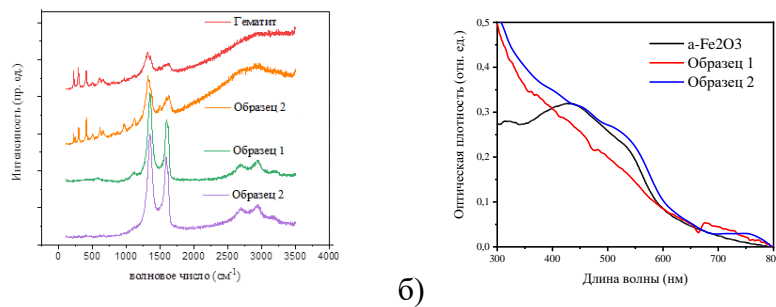 Гематит
Образец 2
Образец 1
Образец 2
Интенсивность (пр. ед.)
0 500 1000 1500 2000 2500 3000 3500 4000
волновое число (см-1)
б)
0,5
0,4
0,3
0,2
0,1
0,0
Оптическая плотность (отн. ед.)
a-Fe2O3
Образец 1
Образец 2
300 400 500 600 700 80
Длина волны (нм)